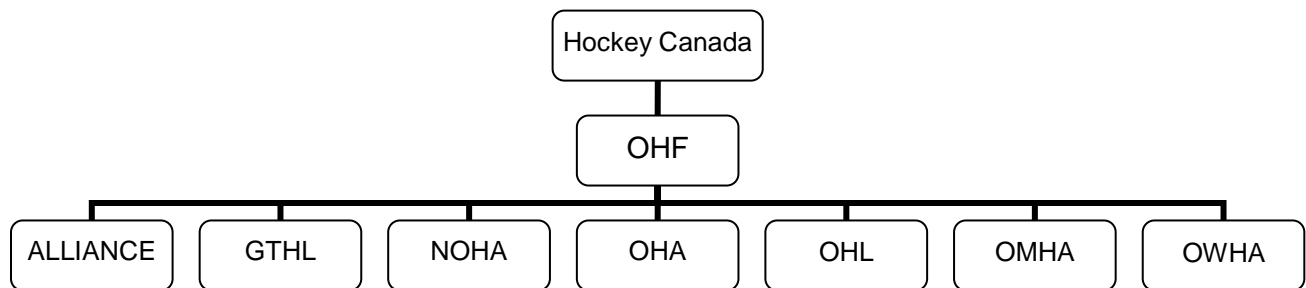 Hockey Canada
OHF
ALLIANCE
GTHL
NOHA
OHA
OHL
OMHA
OWHA